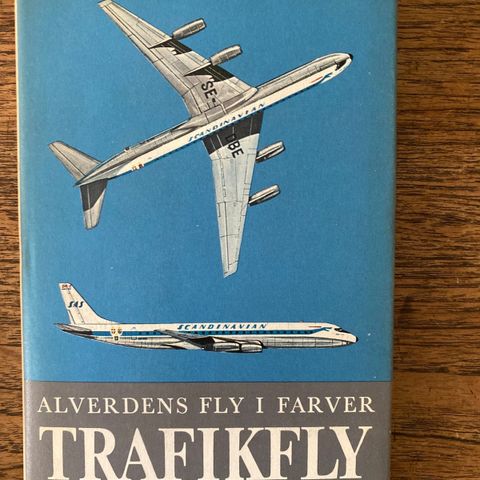 SE-
DBE
SCANDINAVIAN
SAS
SCANDINAVIAN
ALVERDENS FLY I FARVER
TRAFIKFLY